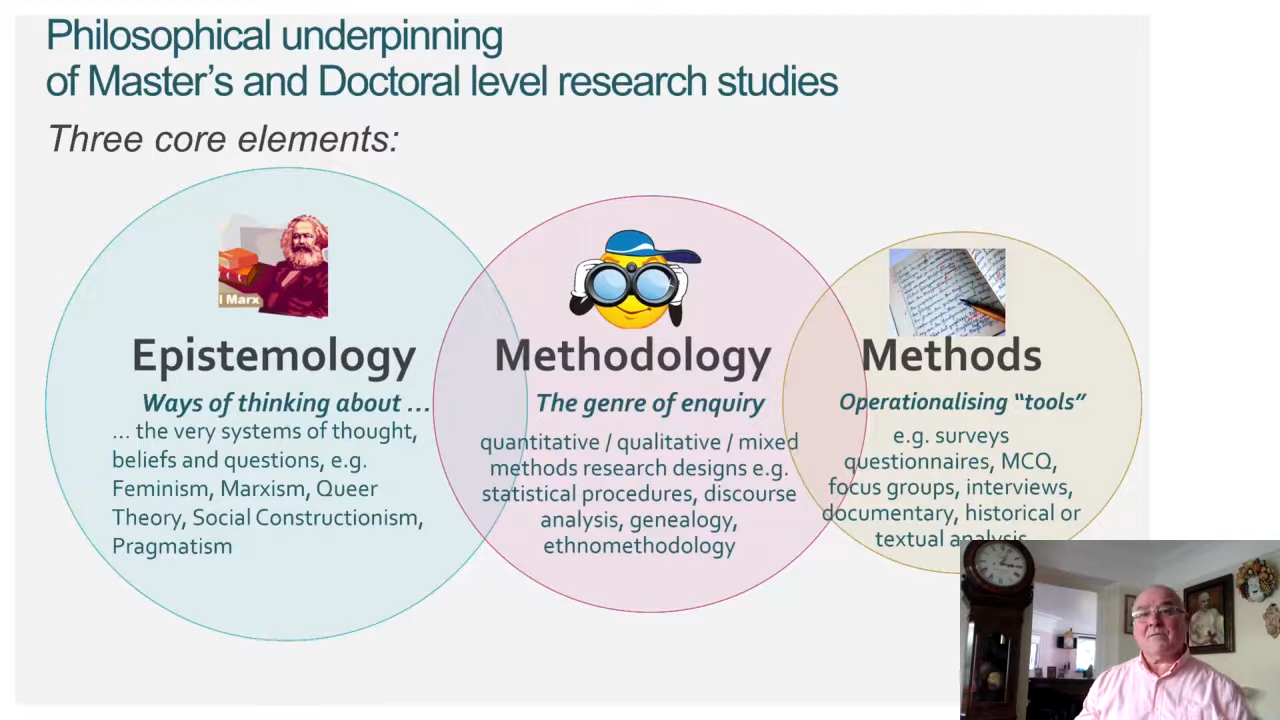 Philosophical underpinning
of Master's and Doctoral level research studies
Three core elements:
l Marx
Epistemology
Ways of thinking about ...
... the very systems of thought,
beliefs and questions, e.g.
Feminism, Marxism, Queer
Theory, Social Constructionism,
Pragmatism
Methodology
The genre of enquiry
quantitative / qualitative / mixed
methods research designs e.g.
statistical procedures, discourse
analysis, genealogy,
ethnomethodology
Methods
Operationalising “tools”
e.g. surveys
questionnaires, MCQ,
focus groups, interviews,
documentary, historical or
textual analysis